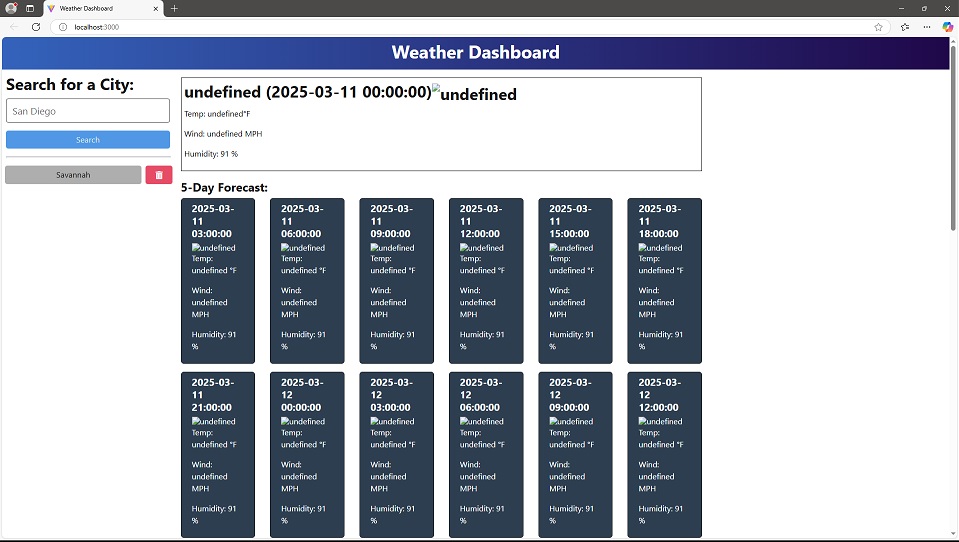 Weather Dashboard
localhost:3000
Weather Dashboard
Search for a City:
San Diego
Search
Savannah
undefined (2025-03-11 00:00:00) undefined
Temp: undefined°F
Wind: undefined MPH
Humidity: 91 %
5-Day Forecast:
2025-03-
11
03:00:00
undefined
Temp:
undefined °F
Wind:
undefined
MPH
Humidity: 91
%
2025-03-
11
06:00:00
undefined
Temp:
undefined °F
Wind:
undefined
MPH
Humidity: 91
%
2025-03-
11
09:00:00
undefined
Temp:
undefined °F
Wind:
undefined
MPH
Humidity: 91
%
2025-03-
11
12:00:00
undefined
Temp:
undefined °F
Wind:
undefined
MPH
Humidity: 91
%
2025-03-
11
15:00:00
undefined
Temp:
undefined °F
Wind:
undefined
MPH
Humidity: 91
%
2025-03-
11
18:00:00
undefined
Temp:
undefined °F
Wind:
undefined
MPH
Humidity: 91
%
2025-03-
11
21:00:00
undefined
Temp:
undefined °F
Wind:
undefined
MPH
Humidity: 91
%
2025-03-
12
00:00:00
undefined
Temp:
undefined °F
Wind:
undefined
MPH
Humidity: 91
%
2025-03-
12
03:00:00
undefined
Temp:
undefined °F
Wind:
undefined
MPH
Humidity: 91
%
2025-03-
12
06:00:00
undefined
Temp:
undefined °F
Wind:
undefined
MPH
Humidity: 91
%
2025-03-
12
09:00:00
undefined
Temp:
undefined °F
Wind:
undefined
MPH
Humidity: 91
%
2025-03-
12
12:00:00
undefined
Temp:
undefined °F
Wind:
undefined
MPH
Humidity: 91
%